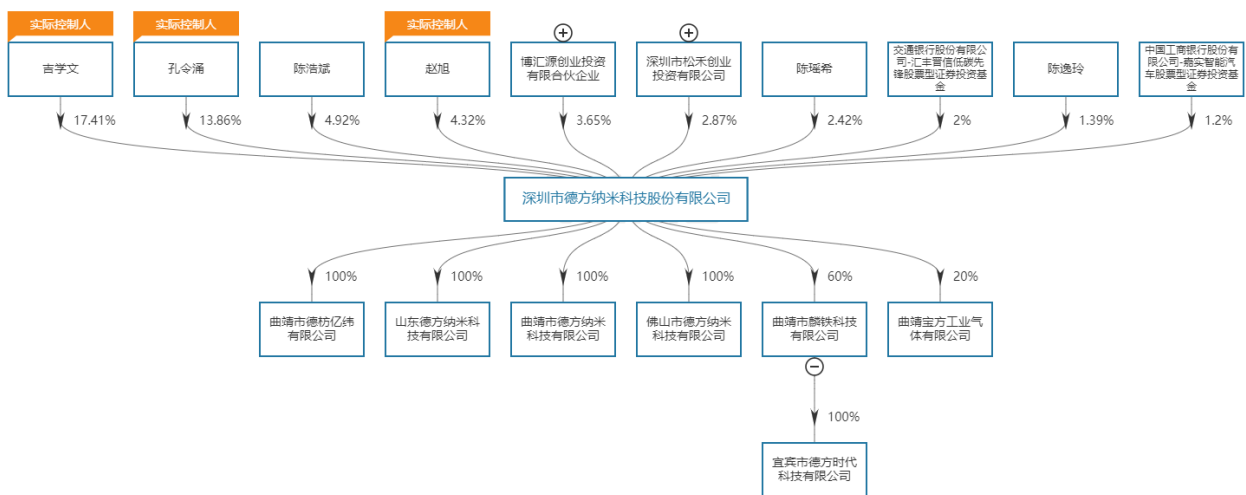 实际控制人
实际控制人
实际控制人
吉学文
孔令涌
陈浩斌
赵旭
博汇源创业投资
有限合伙企业
深圳市松禾创业
投资有限公司
陈瑶希
交通银行股份有限公
司-汇丰晋信低碳先
锋股票型证券投资基
金
陈逸玲
中国工商银行股份有
限公司-嘉实智能汽
车股票型证券投资基
金
17.41%
13.86%
4.92%
4.32%
3.65%
2.87%
2.42%
2%
1.39%
1.2%
深圳市德方纳米科技股份有限公司
100%
100%
100%
100%
60%
20%
曲靖市德枋亿纬
有限公司
山东德方纳米科
技有限公司
曲靖市德方纳米
科技有限公司
佛山市德方纳米
科技有限公司
曲靖市麟铁科技
有限公司
曲靖宝方工业气
体有限公司
100%
宜宾市德方时代
科技有限公司